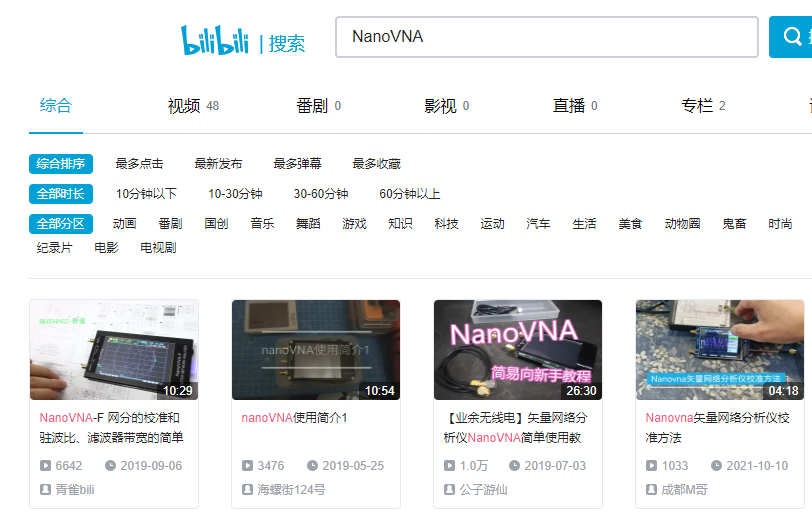 bilibili | 搜索
NanoVNA
综合 视频 48 番剧 0 影视 0 直播 0 专栏 2
综合排序 最多点击 最新发布 最多弹幕 最多收藏
全部时长 10分钟以下 10-30分钟 30-60分钟 60分钟以上
全部分区 动画 番剧 国创 音乐 舞蹈 游戏 知识 科技 运动 汽车 生活 美食 动物圈 鬼畜 时尚
纪录片 电影 电视剧
10:29
NanoVNA-F 网分的校准和
驻波比、滤波器带宽的简单
6642 2019-09-06
青雀bili
nanoVNA使用简介1
10:54
nanoVNA使用简介1
3476 2019-05-25
海螺街124号
NanoVNA
简易向新手教程
26:30
【业余无线电】矢量网络分
析仪NanoVNA简单使用教
1.0万 2019-07-03
公子游仙
Nanovna矢量网络分析仪校准方法
04:18
Nanovna矢量网络分析仪校
准方法
1033 2021-10-10
成都M哥